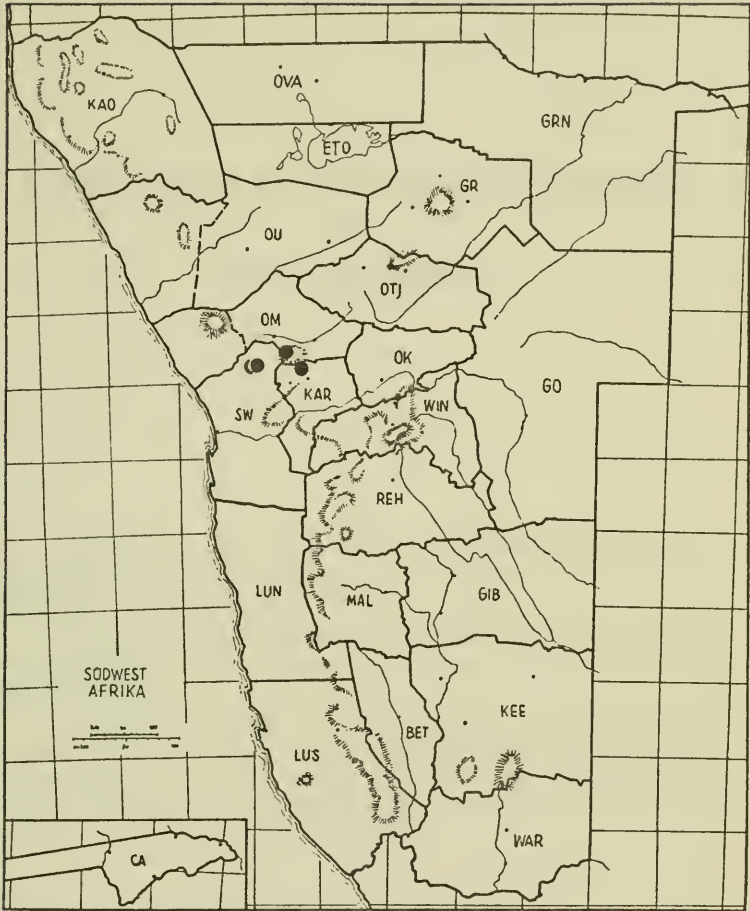 OVA
KAO
GRN
ETO
GR
OU
OTJ
OM
OK
GO
KAR
WIN
SW
REH
LUN
MAL
GIB
SÜDWEST
AFRIKA
KEE
BET
LUS
WAR
CA